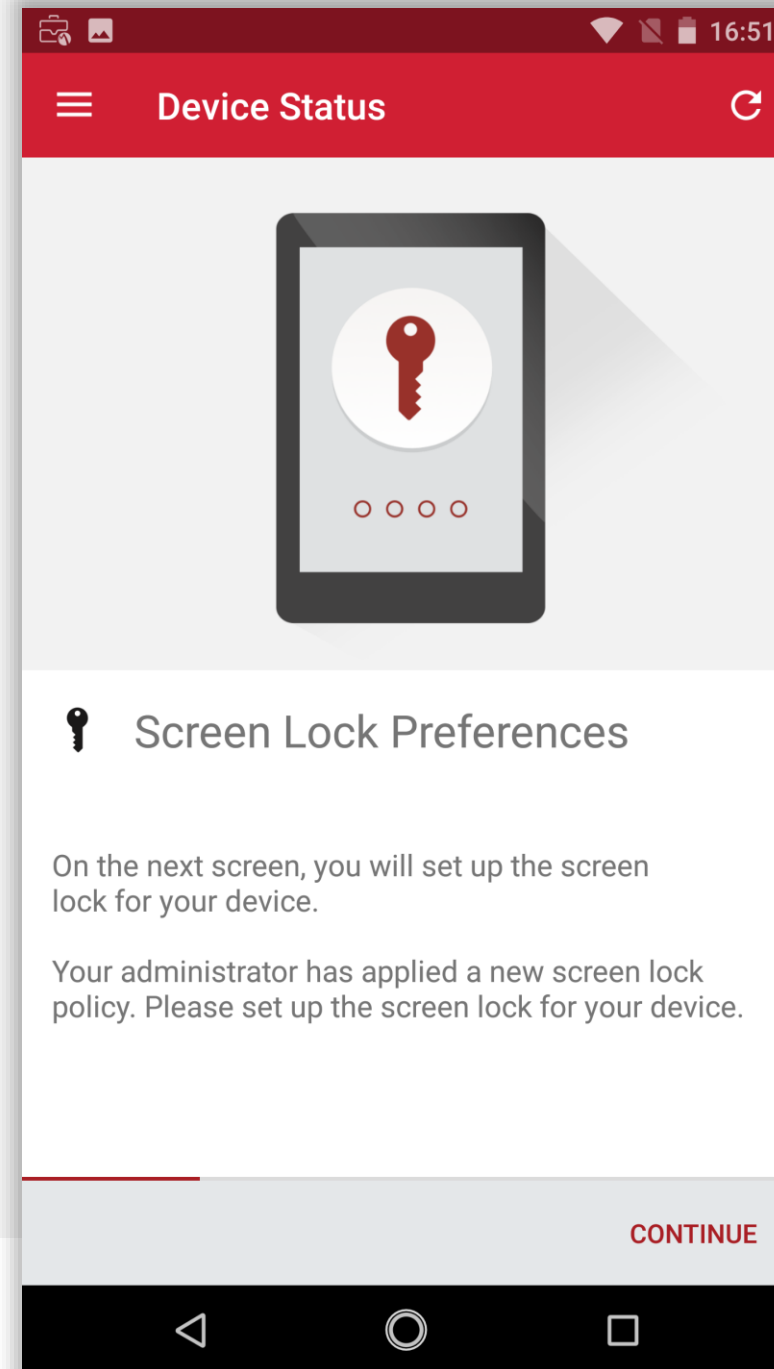 16:51
Device Status
Screen Lock Preferences
On the next screen, you will set up the screen
lock for your device.
Your administrator has applied a new screen lock
policy. Please set up the screen lock for your device.
CONTINUE